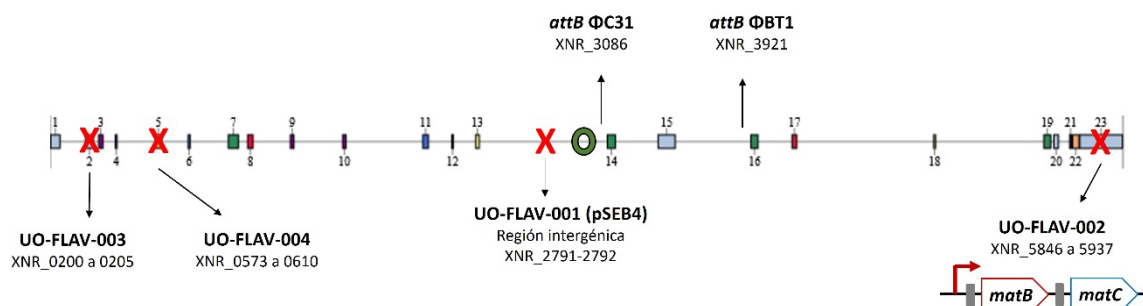 attB ΦC31
XNR_3086
attB ΦBT1
XNR_3921
1
3
5
7
9
11
13
15
17
19
21
23
2
4
6
8
10
12
14
16
18
20
22
UO-FLAV-003
XNR_0200 a 0205
UO-FLAV-004
XNR_0573 a 0610
UO-FLAV-001 (pSEB4)
Región intergénica
XNR_2791-2792
UO-FLAV-002
XNR_5846 a 5937
matB
matC